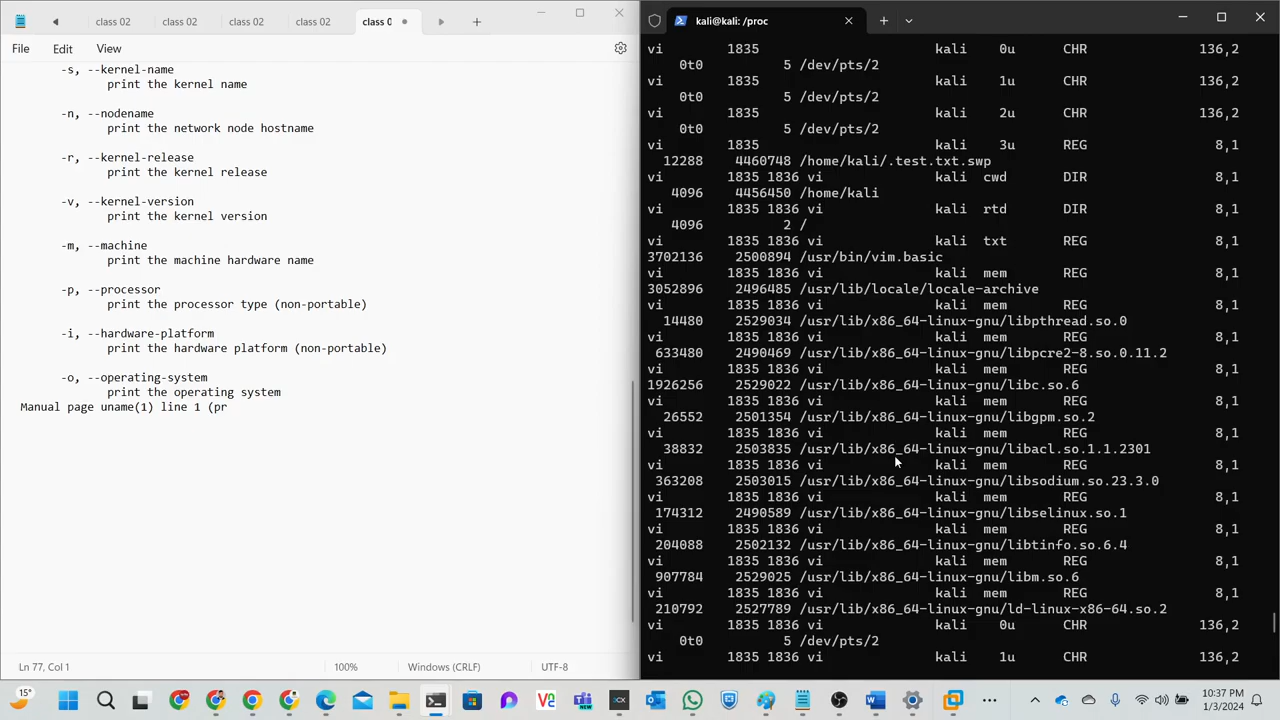 class 02
class 02
class 02
class 02
class 0
File
Edit
View
-s, --kernel-name
print the kernel name
-n, --nodename
print the network node hostname
-r, --kernel-release
print the kernel release
-v, --kernel-version
print the kernel version
-m, --machine
print the machine hardware name
-p, --processor
print the processor type (non-portable)
-i, --hardware-platform
print the hardware platform (non-portable)
-o, --operating-system
print the operating system
Manual page uname(1) line 1 (pr
Ln 77, Col 1
100%
Windows (CRLF)
UTF-8
kali@kali: /proc
vi 1835 kali 0u CHR 136,2
0t0 5 /dev/pts/2
vi 1835 kali 1u CHR 136,2
0t0 5 /dev/pts/2
vi 1835 kali 2u CHR 136,2
0t0 5 /dev/pts/2
vi 1835 kali 3u REG 8,1
12288 4460748 /home/kali/.test.txt.swp
vi 1835 1836 vi kali cwd DIR 8,1
4096 4456450 /home/kali
vi 1835 1836 vi kali rtd DIR 8,1
4096 2 /
vi 1835 1836 vi kali txt REG 8,1
3702136 2500894 /usr/bin/vim.basic
vi 1835 1836 vi kali mem REG 8,1
3052896 2496485 /usr/lib/locale/locale-archive
vi 1835 1836 vi kali mem REG 8,1
14480 2529034 /usr/lib/x86_64-linux-gnu/libpthread.so.0
vi 1835 1836 vi kali mem REG 8,1
633480 2490469 /usr/lib/x86_64-linux-gnu/libpcre2-8.so.0.11.2
vi 1835 1836 vi kali mem REG 8,1
1926256 2529022 /usr/lib/x86_64-linux-gnu/libc.so.6
vi 1835 1836 vi kali mem REG 8,1
26552 2501354 /usr/lib/x86_64-linux-gnu/libgpm.so.2
vi 1835 1836 vi kali mem REG 8,1
38832 2503835 /usr/lib/x86_64-linux-gnu/libacl.so.1.1.2301
vi 1835 1836 vi kali mem REG 8,1
363208 2503015 /usr/lib/x86_64-linux-gnu/libsodium.so.23.3.0
vi 1835 1836 vi kali mem REG 8,1
174312 2490589 /usr/lib/x86_64-linux-gnu/libselinux.so.1
vi 1835 1836 vi kali mem REG 8,1
204088 2502132 /usr/lib/x86_64-linux-gnu/libtinfo.so.6.4
vi 1835 1836 vi kali mem REG 8,1
907784 2529025 /usr/lib/x86_64-linux-gnu/libm.so.6
vi 1835 1836 vi kali mem REG 8,1
210792 2527789 /usr/lib/x86_64-linux-gnu/ld-linux-x86-64.so.2
vi 1835 1836 vi kali 0u CHR 136,2
0t0 5 /dev/pts/2
vi 1835 1836 vi kali 1u CHR 136,2
15°
10:37 PM
1/3/2024